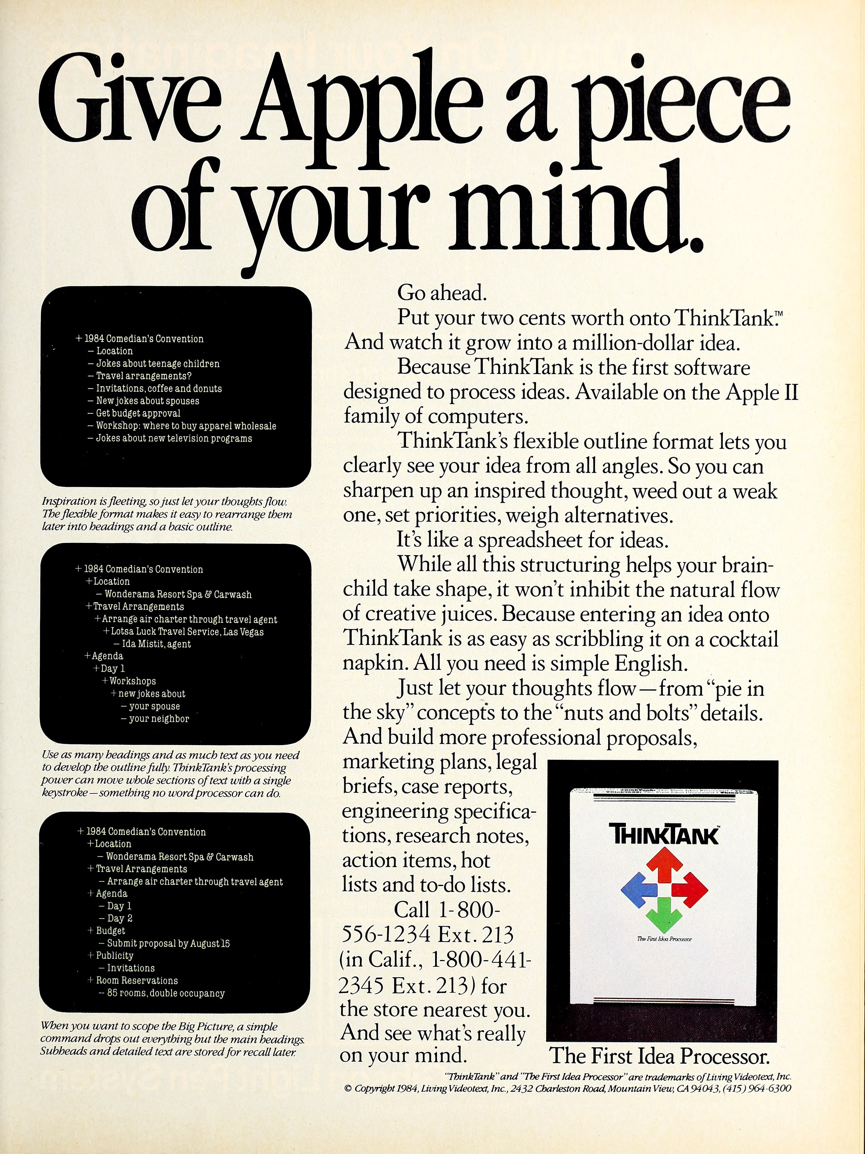 Give Apple a piece
of your mind.
+ 1984 Comedian's Convention
– Location
– Jokes about teenage children
– Travel arrangements?
– Invitations, coffee and donuts
– New jokes about spouses
– Get budget approval
– Workshop: where to buy apparel wholesale
– Jokes about new television programs
Inspiration is fleeting, so just let your thoughts flow.
The flexible format makes it easy to rearrange them
later into headings and a basic outline.
+ 1984 Comedian's Convention
+ Location
– Wonderama Resort Spa & Carwash
+ Travel Arrangements
+ Arrange air charter through travel agent
+ Lotsa Luck Travel Service, Las Vegas
– Ida Mistit, agent
+ Agenda
+ Day 1
+ Workshops
+ new jokes about
– your spouse
– your neighbor
Use as many headings and as much text as you need
to develop the outline fully. ThinkTank's processing
power can move whole sections of text with a single
keystroke—something no word processor can do.
+ 1984 Comedian's Convention
+ Location
– Wonderama Resort Spa & Carwash
+ Travel Arrangements
– Arrange air charter through travel agent
+ Agenda
– Day 1
– Day 2
+ Budget
– Submit proposal by August 15
+ Publicity
– Invitations
+ Room Reservations
– 85 rooms, double occupancy
When you want to scope the Big Picture, a simple
command drops out everything but the main headings.
Subheads and detailed text are stored for recall later.
Go ahead.
Put your two cents worth onto ThinkTank.™
And watch it grow into a million-dollar idea.
Because ThinkTank is the first software
designed to process ideas. Available on the Apple II
family of computers.
ThinkTank's flexible outline format lets you
clearly see your idea from all angles. So you can
sharpen up an inspired thought, weed out a weak
one, set priorities, weigh alternatives.
It's like a spreadsheet for ideas.
While all this structuring helps your brain-
child take shape, it won't inhibit the natural flow
of creative juices. Because entering an idea onto
ThinkTank is as easy as scribbling it on a cocktail
napkin. All you need is simple English.
Just let your thoughts flow—from "pie in
the sky" concepts to the "nuts and bolts" details.
And build more professional proposals,
marketing plans, legal
briefs, case reports,
engineering specifica-
tions, research notes,
action items, hot
lists and to-do lists.
Call 1-800-
556-1234 Ext. 213
(in Calif., 1-800-441-
2345 Ext. 213) for
the store nearest you.
And see what's really
on your mind.
THINKTANK™
The First Idea Processor
The First Idea Processor.
"ThinkTank" and "The First Idea Processor" are trademarks of Living Videotext, Inc.
© Copyright 1984, Living Videotext, Inc., 2432 Charleston Road, Mountain View, CA 94043, (415) 964-6300